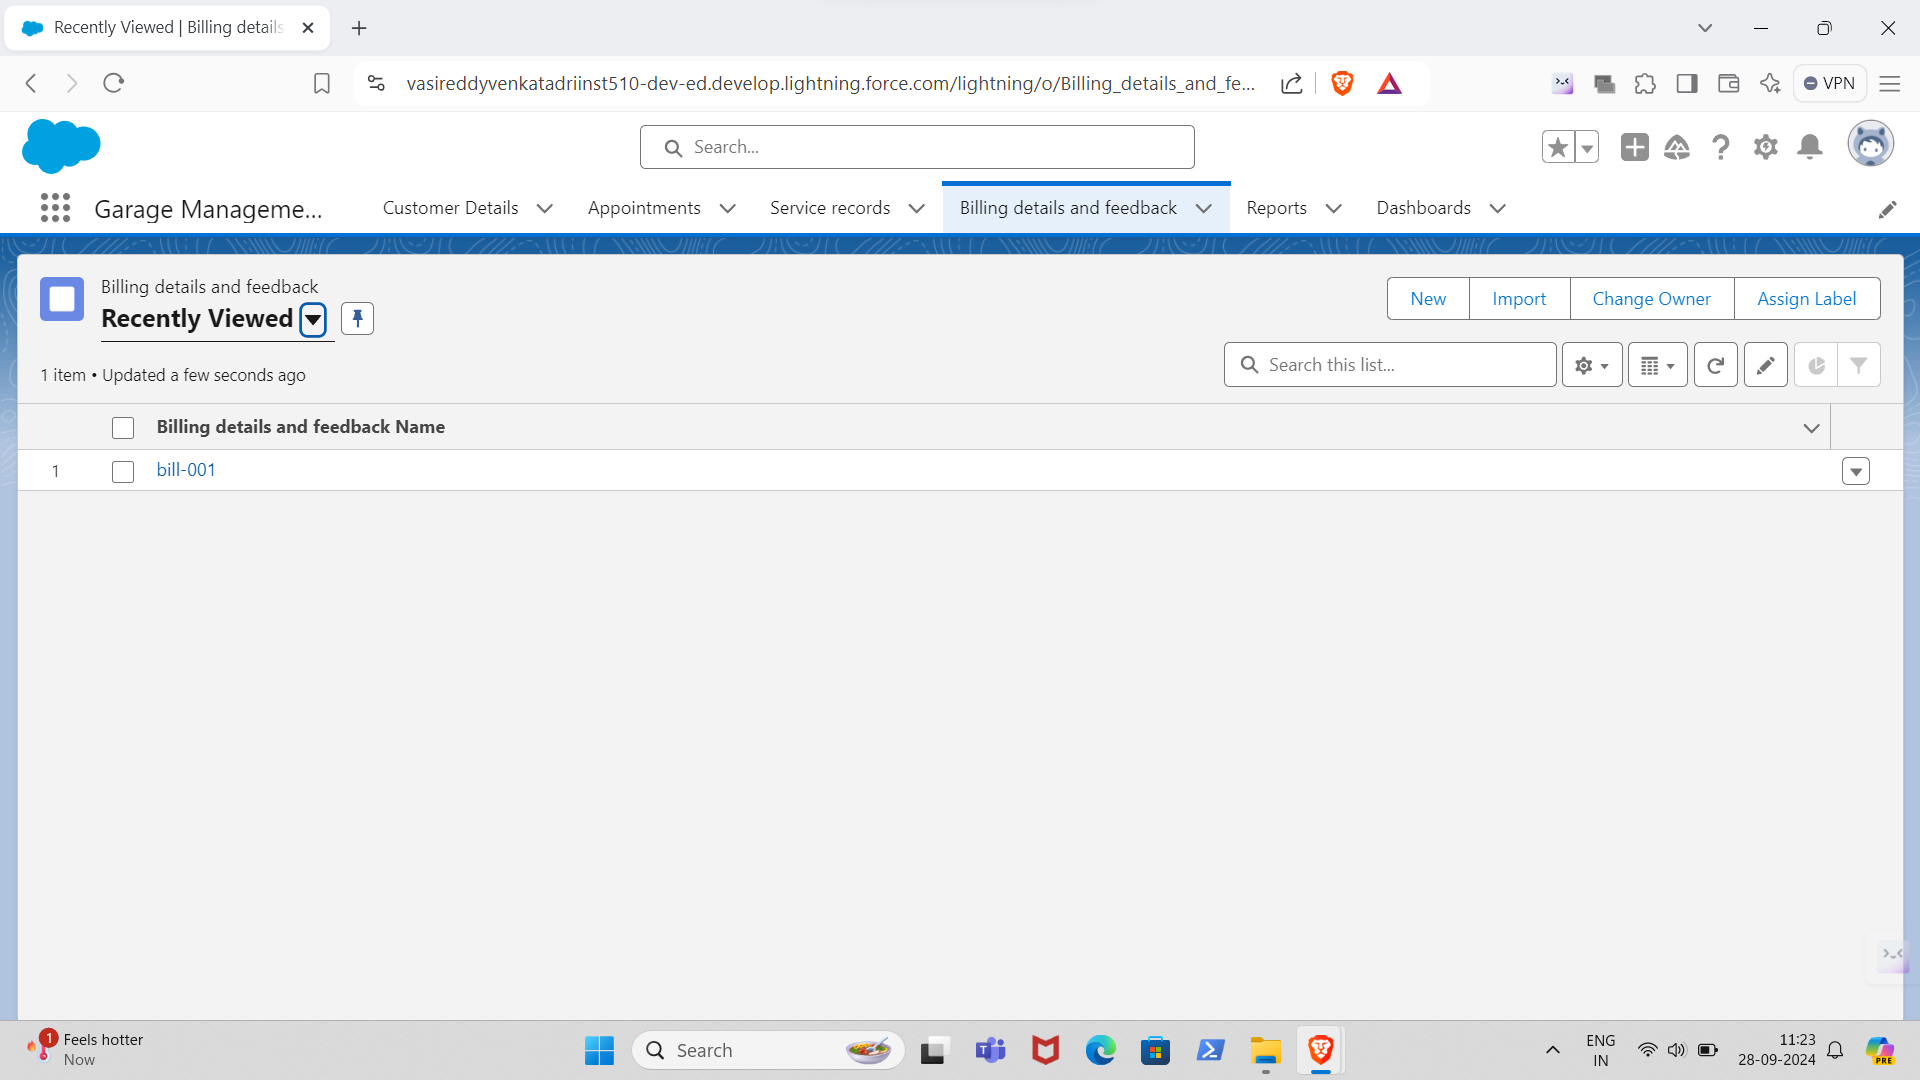 Recently Viewed | Billing details
vasireddyvenkatadriinst510-dev-ed.develop.lightning.force.com/lightning/o/Billing_details_and_fe...
VPN
Search...
Garage Manageme...
Customer Details
Appointments
Service records
Billing details and feedback
Reports
Dashboards
Billing details and feedback
Recently Viewed
New
Import
Change Owner
Assign Label
1 item • Updated a few seconds ago
Search this list...
Billing details and feedback Name
1
bill-001
1
Feels hotter
Now
Search
ENG
IN
11:23
28-09-2024
PRE